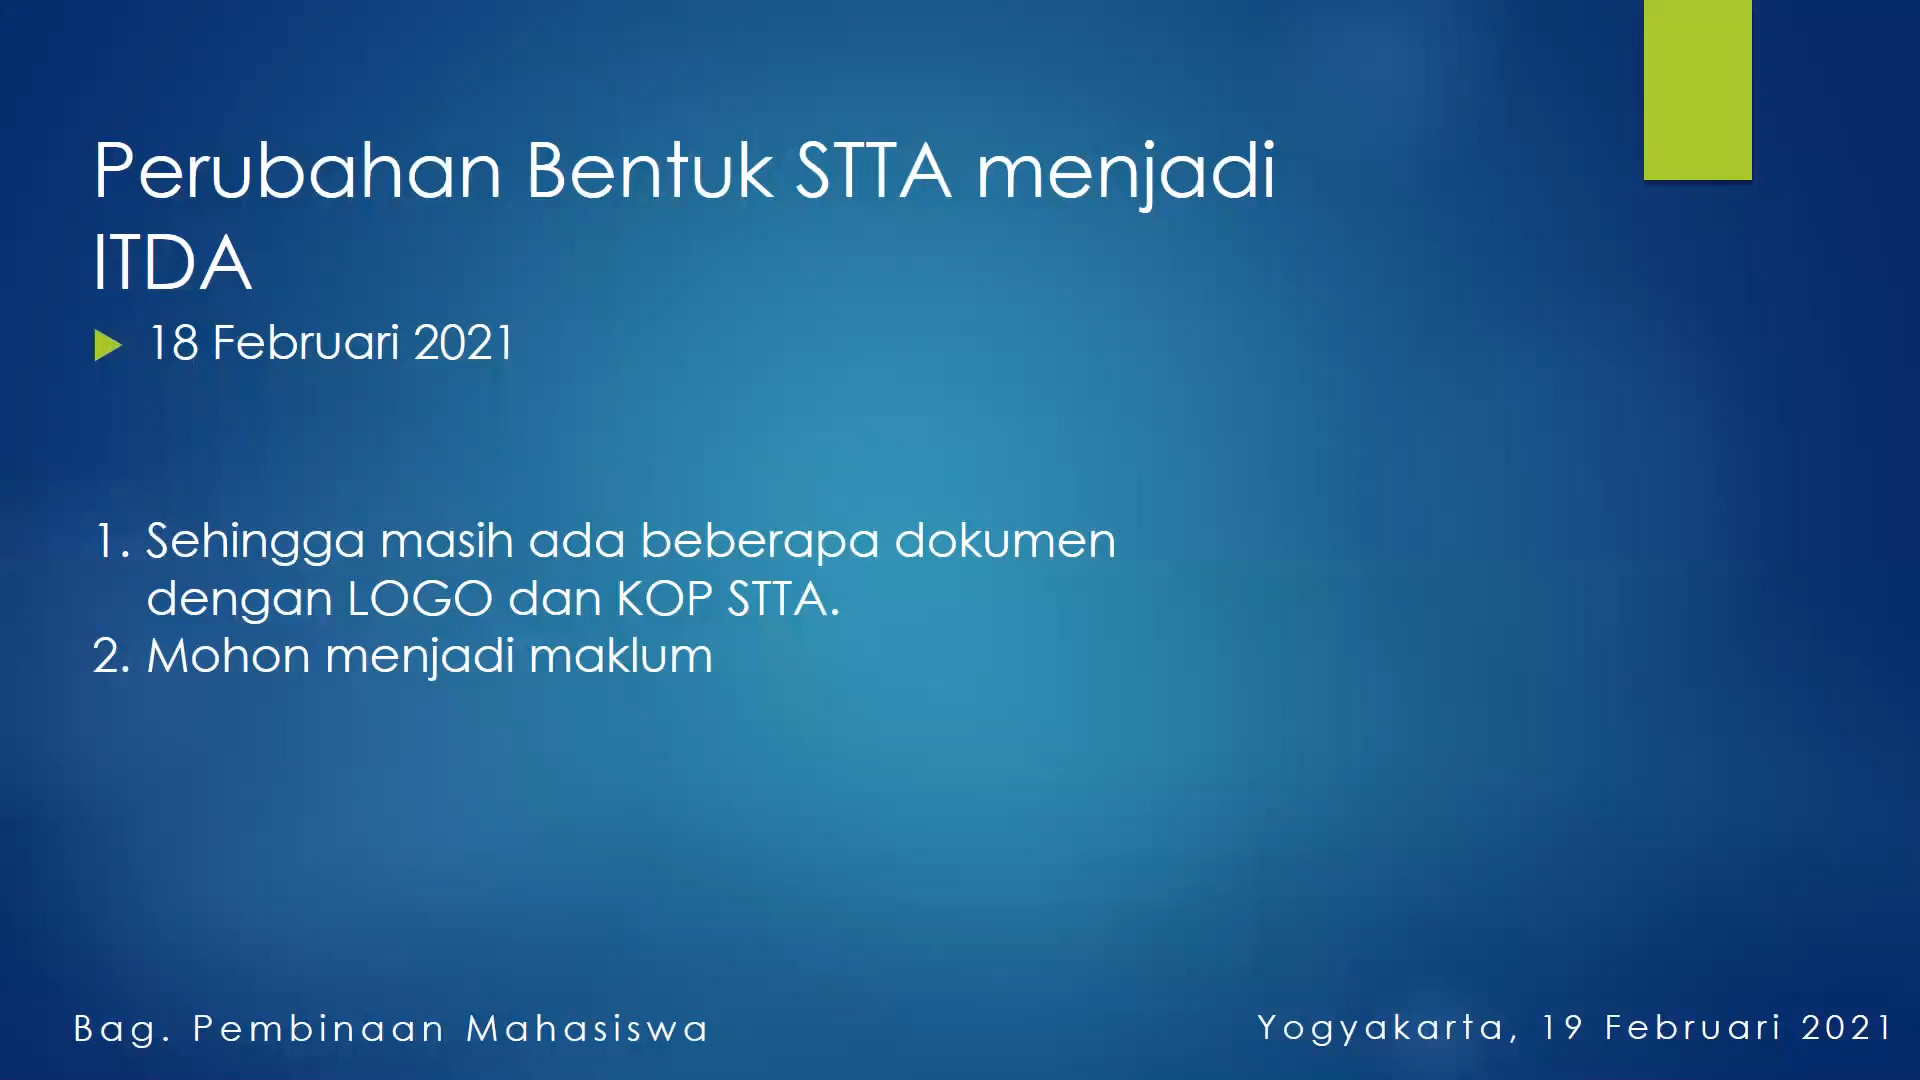 Perubahan Bentuk STTA menjadi
ITDA
18 Februari 2021
1. Sehingga masih ada beberapa dokumen
dengan LOGO dan KOP STTA.
2. Mohon menjadi maklum
Bag. Pembinaan Mahasiswa
Yogyakarta, 19 Februari 2021